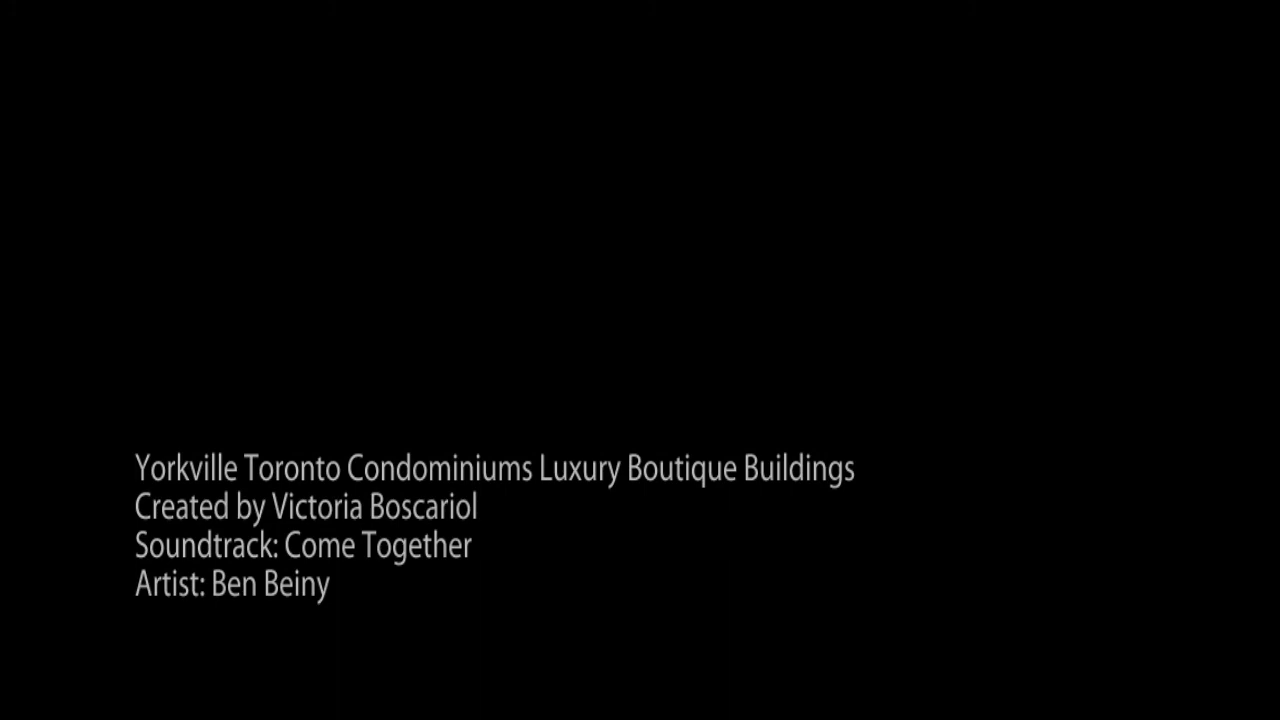 Yorkville Toronto Condominiums Luxury Boutique Buildings
Created by Victoria Boscariol
Soundtrack: Come Together
Artist: Ben Beiny